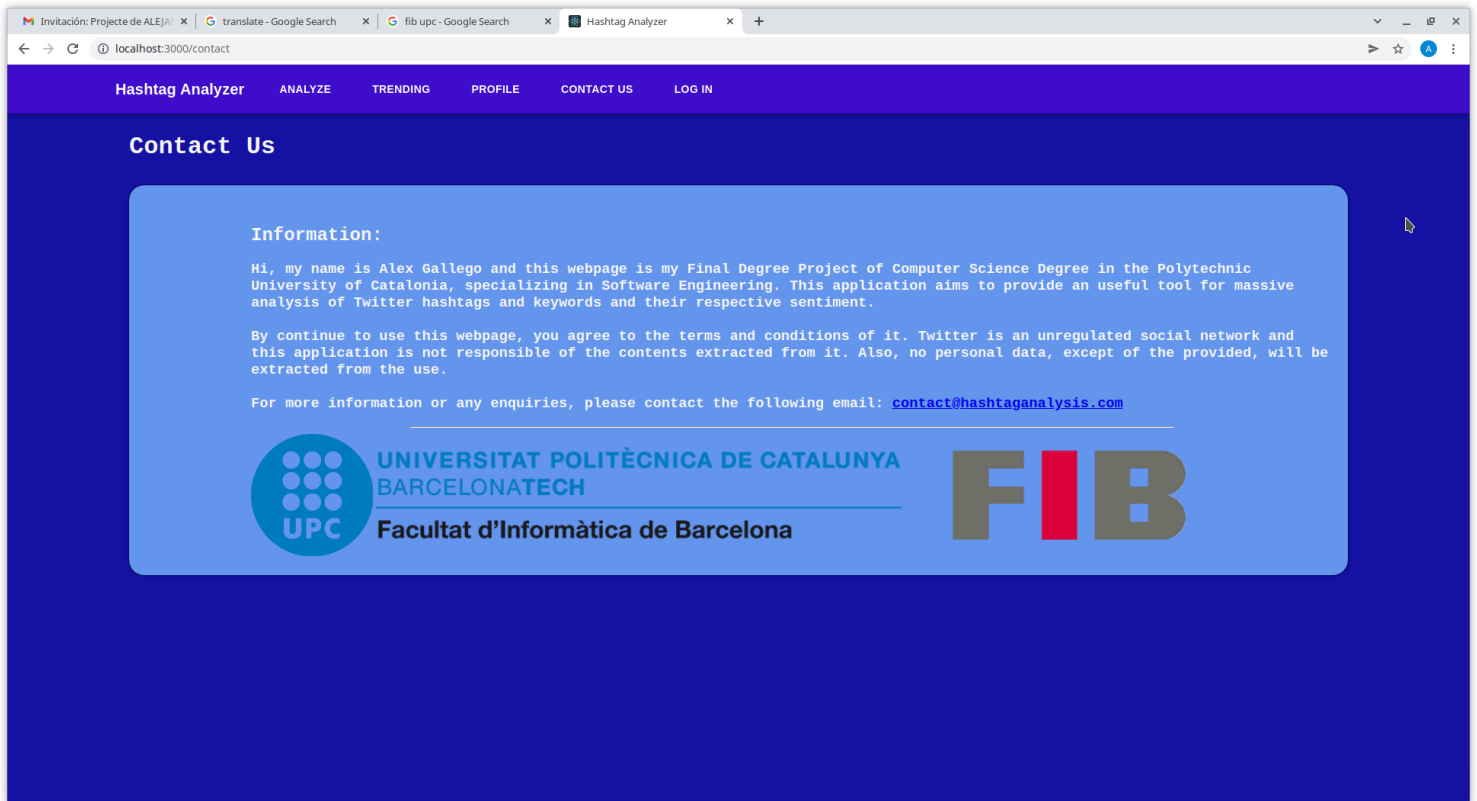 Invitación: Projecte de ALEJA
translate - Google Search
fib upc - Google Search
Hashtag Analyzer
localhost:3000/contact
A
Hashtag Analyzer
ANALYZE
TRENDING
PROFILE
CONTACT US
LOG IN
Contact Us
Information:
Hi, my name is Alex Gallego and this webpage is my Final Degree Project of Computer Science Degree in the Polytechnic
University of Catalonia, specializing in Software Engineering. This application aims to provide an useful tool for massive
analysis of Twitter hashtags and keywords and their respective sentiment.
By continue to use this webpage, you agree to the terms and conditions of it. Twitter is an unregulated social network and
this application is not responsible of the contents extracted from it. Also, no personal data, except of the provided, will be
extracted from the use.
For more information or any enquiries, please contact the following email: contact@hashtaganalysis.com
UPC
UNIVERSITAT POLITÈCNICA DE CATALUNYA
BARCELONATECH
Facultat d'Informàtica de Barcelona
FIB